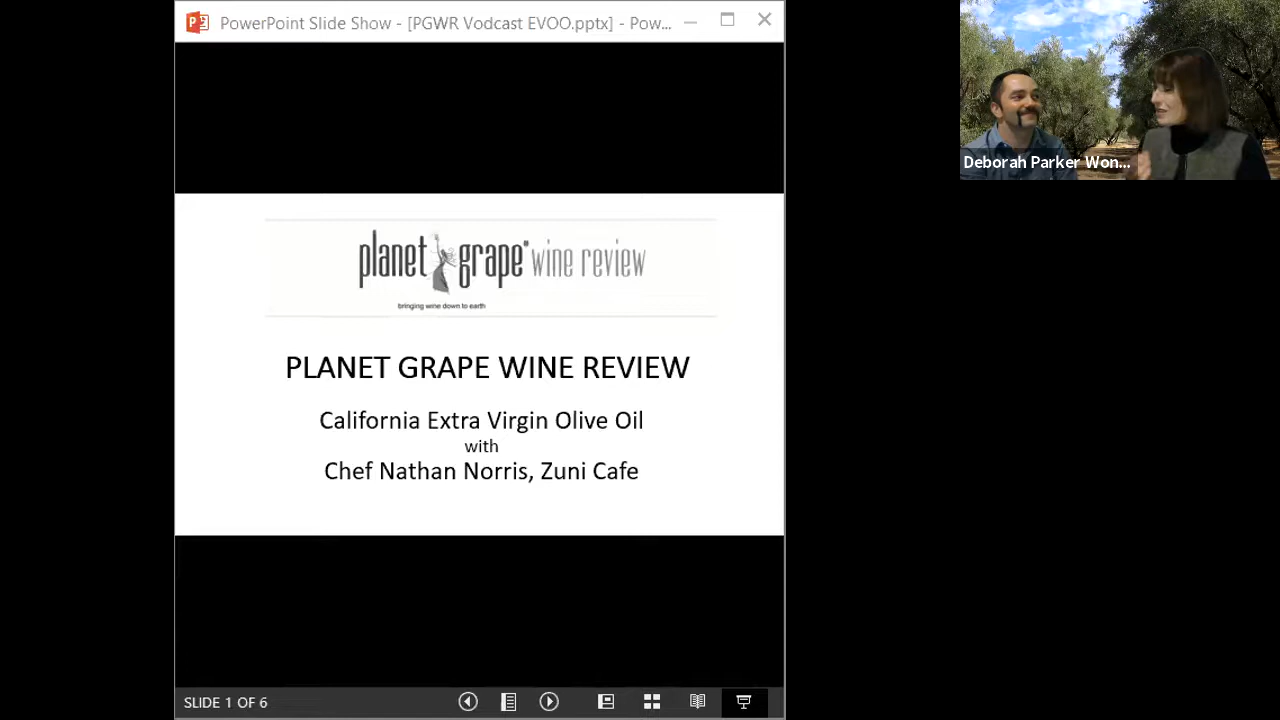 PowerPoint Slide Show - [PGWR Vodcast EVOO.pptx] - Pow...
Deborah Parker Won...
planet grape® wine review
bringing wine down to earth
PLANET GRAPE WINE REVIEW
California Extra Virgin Olive Oil
with
Chef Nathan Norris, Zuni Cafe
SLIDE 1 OF 6